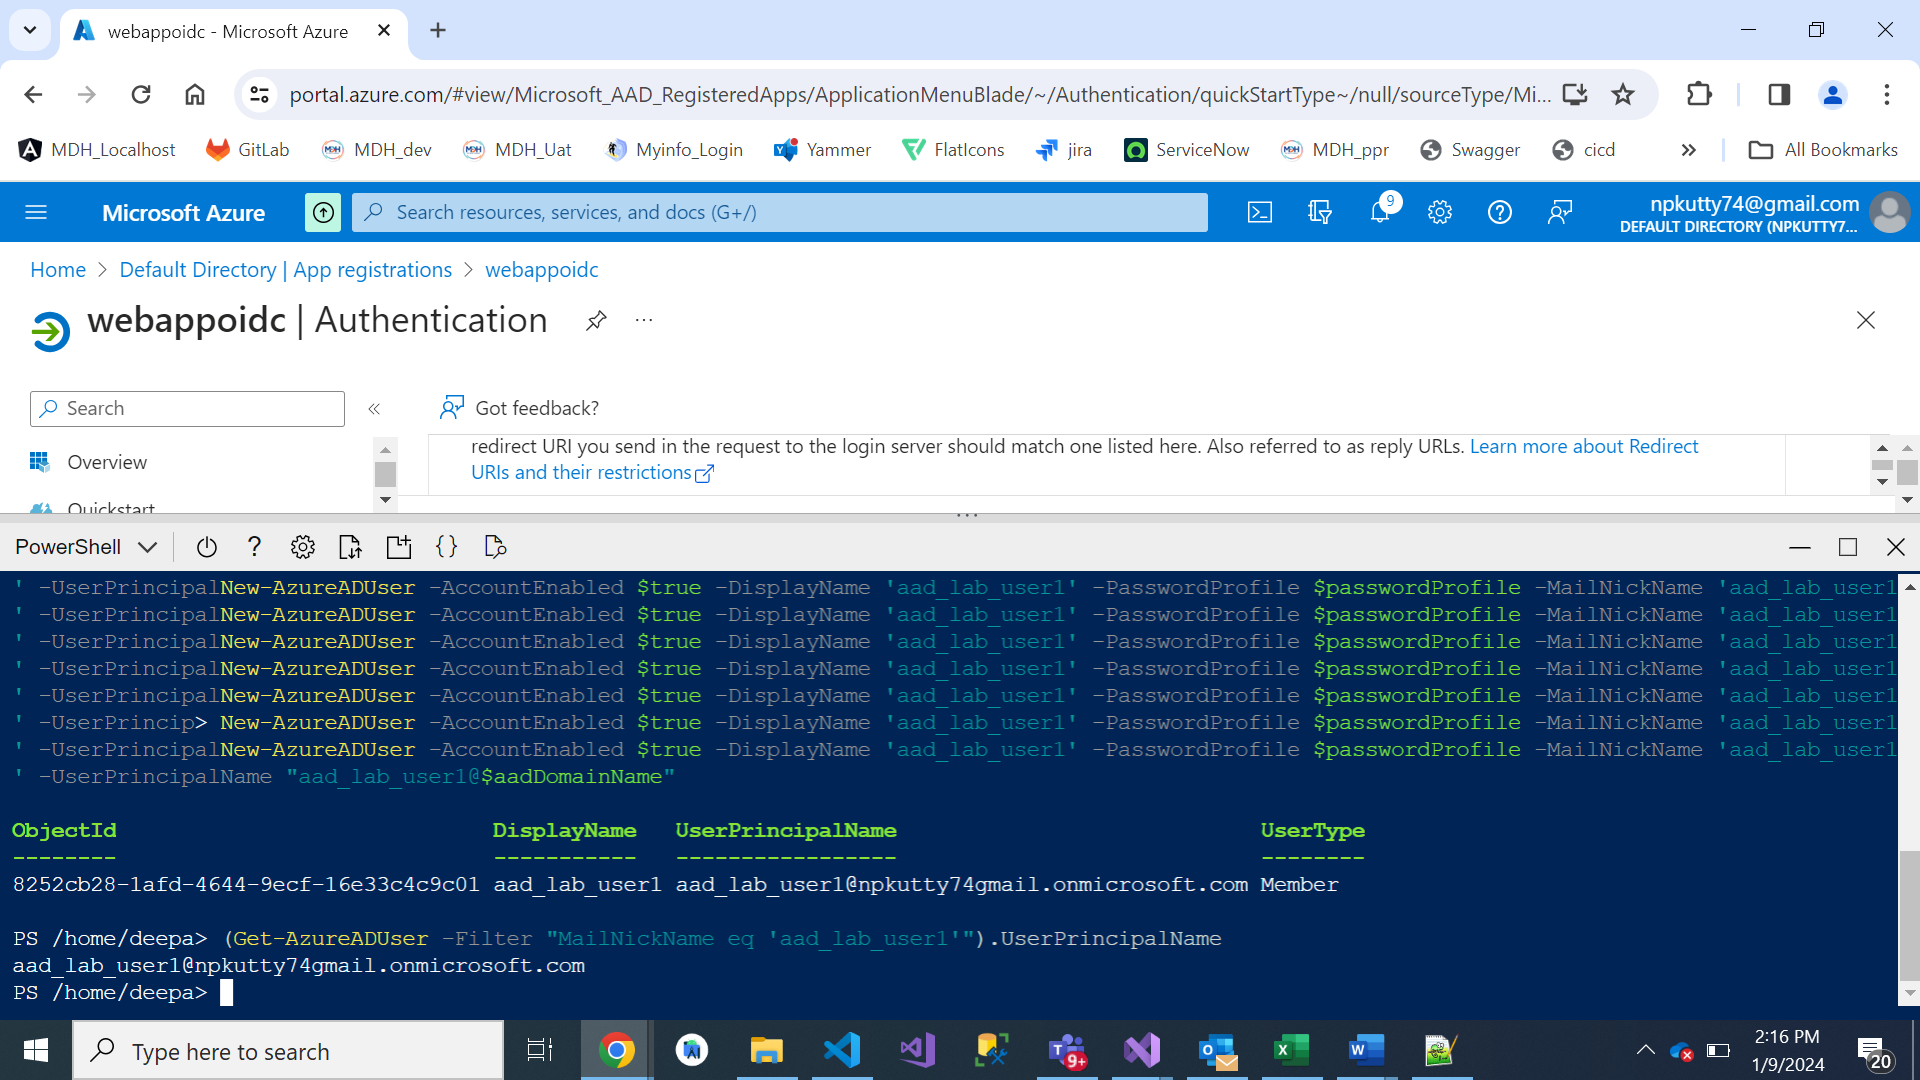 webappoidc - Microsoft Azure
portal.azure.com/#view/Microsoft_AAD_RegisteredApps/ApplicationMenuBlade/~/Authentication/quickStartType~/null/sourceType/Mi...
MDH_Localhost GitLab MDH_dev MDH_Uat Myinfo_Login Yammer FlatIcons jira ServiceNow MDH_ppr Swagger cicd » All Bookmarks
Microsoft Azure Search resources, services, and docs (G+/) 9 npkutty74@gmail.com
DEFAULT DIRECTORY (NPKUTTY7...
Home > Default Directory | App registrations > webappoidc
webappoidc | Authentication ...
Search « Got feedback?
redirect URI you send in the request to the login server should match one listed here. Also referred to as reply URLs. Learn more about Redirect
URIs and their restrictions
Overview
Quickstart
PowerShell ? {}
' -UserPrincipalNew-AzureADUser -AccountEnabled $true -DisplayName 'aad_lab_user1' -PasswordProfile $passwordProfile -MailNickName 'aad_lab_user1
' -UserPrincipalNew-AzureADUser -AccountEnabled $true -DisplayName 'aad_lab_user1' -PasswordProfile $passwordProfile -MailNickName 'aad_lab_user1
' -UserPrincipalNew-AzureADUser -AccountEnabled $true -DisplayName 'aad_lab_user1' -PasswordProfile $passwordProfile -MailNickName 'aad_lab_user1
' -UserPrincipalNew-AzureADUser -AccountEnabled $true -DisplayName 'aad_lab_user1' -PasswordProfile $passwordProfile -MailNickName 'aad_lab_user1
' -UserPrincipalNew-AzureADUser -AccountEnabled $true -DisplayName 'aad_lab_user1' -PasswordProfile $passwordProfile -MailNickName 'aad_lab_user1
' -UserPrincip> New-AzureADUser -AccountEnabled $true -DisplayName 'aad_lab_user1' -PasswordProfile $passwordProfile -MailNickName 'aad_lab_user1
' -UserPrincipalNew-AzureADUser -AccountEnabled $true -DisplayName 'aad_lab_user1' -PasswordProfile $passwordProfile -MailNickName 'aad_lab_user1
' -UserPrincipalName "aad_lab_user1@$aadDomainName"
ObjectId DisplayName UserPrincipalName UserType
-------- ----------- ----------------- --------
8252cb28-1afd-4644-9ecf-16e33c4c9c01 aad_lab_user1 aad_lab_user1@npkutty74gmail.onmicrosoft.com Member
PS /home/deepa> (Get-AzureADUser -Filter "MailNickName eq 'aad_lab_user1'").UserPrincipalName
aad_lab_user1@npkutty74gmail.onmicrosoft.com
PS /home/deepa>
Type here to search 9+ 2:16 PM
1/9/2024 20